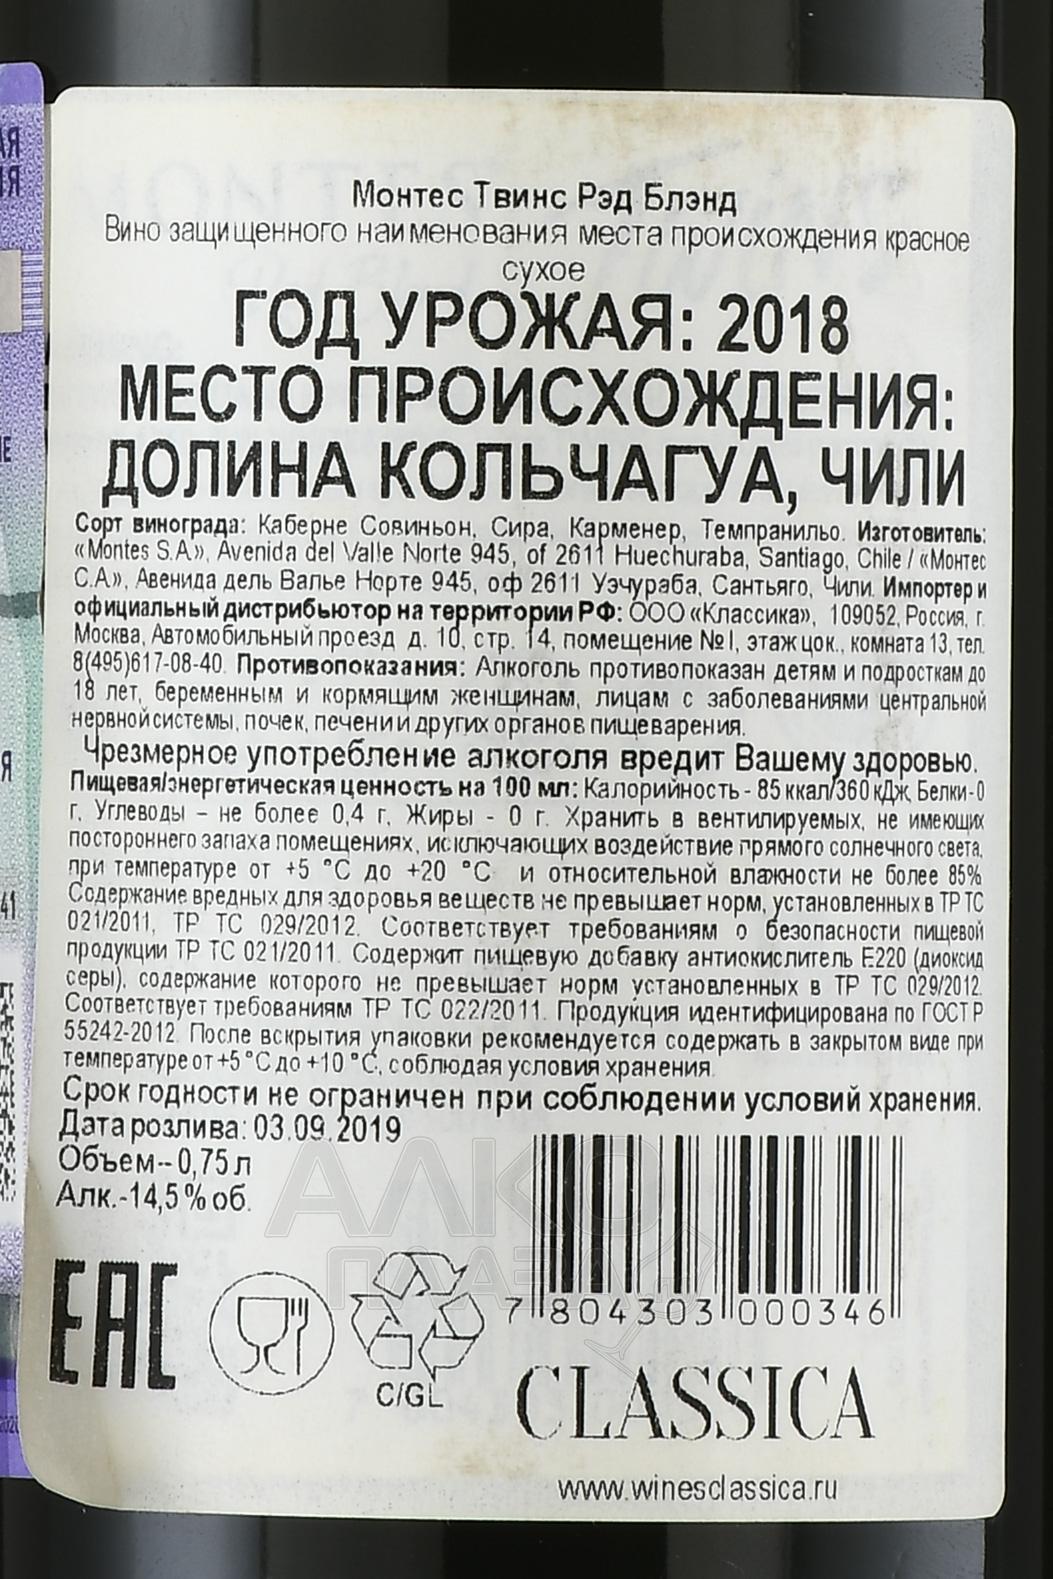 Монтес Твинс Рэд Блэнд
Вино защищенного наименования места происхождения красное
сухое
ГОД УРОЖАЯ: 2018
МЕСТО ПРОИСХОЖДЕНИЯ:
ДОЛИНА КОЛЬЧАГУА, ЧИЛИ
Сорт винограда: Каберне Совиньон, Сира, Карменер, Темпранильо. Изготовитель:
«Montes S.A.», Avenida del Valle Norte 945, of 2611 Huechuraba, Santiago, Chile / «Монтес
С.А.», Авенида дель Валье Норте 945, оф 2611 Уэчураба, Сантьяго, Чили. Импортер и
официальный дистрибьютор на территории РФ: ООО «Классика», 109052, Россия, г.
Москва, Автомобильный проезд д. 10, стр. 14, помещение №I, этаж цок., комната 13, тел.
8(495)617-08-40. Противопоказания: Алкоголь противопоказан детям и подросткам до
18 лет, беременным и кормящим женщинам, лицам с заболеваниями центральной
нервной системы, почек, печени и других органов пищеварения.
Чрезмерное употребление алкоголя вредит Вашему здоровью.
Пищевая/энергетическая ценность на 100 мл: Калорийность - 85 ккал/360 кДж, Белки-0
г, Углеводы – не более 0,4 г, Жиры - 0 г. Хранить в вентилируемых, не имеющих
постороннего запаха помещениях, исключающих воздействие прямого солнечного света,
при температуре от +5 °С до +20 °С и относительной влажности не более 85%
Содержание вредных для здоровья веществ не превышает норм, установленных в ТР ТС
021/2011, ТР ТС 029/2012. Соответствует требованиям о безопасности пищевой
продукции ТР ТС 021/2011. Содержит пищевую добавку антиокислитель Е220 (диоксид
серы), содержание которого не превышает норм установленных в ТР ТС 029/2012.
Соответствует требованиям ТР ТС 022/2011. Продукция идентифицирована по ГОСТ Р
55242-2012. После вскрытия упаковки рекомендуется содержать в закрытом виде при
температуре от +5 °С до +10 °С, соблюдая условия хранения.
Срок годности не ограничен при соблюдении условий хранения.
Дата розлива: 03.09.2019
Объем-- 0,75 л
Алк.-14,5 % об.
АЛКО
ПЛАЗА
EAC
C/GL
7 804303 000346
CLASSICA
www.winesclassica.ru
АЯ
ИЯ
ИЕ
Я
41